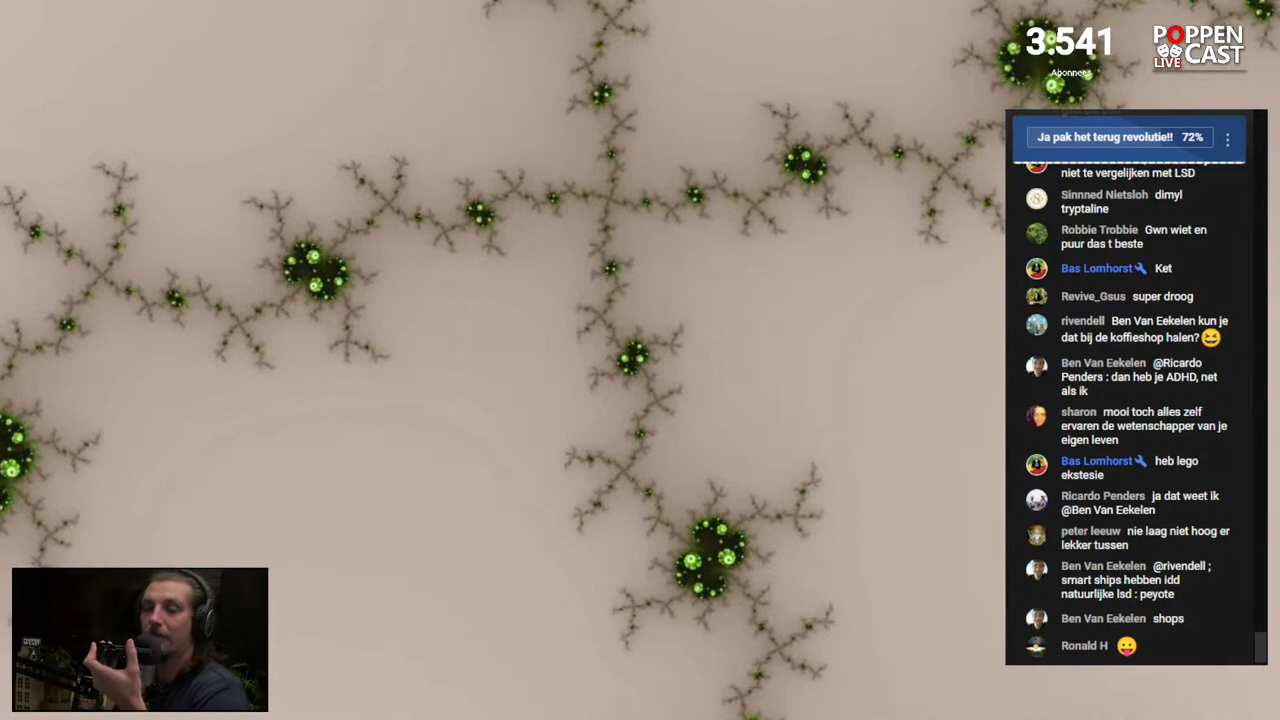 3.541
Abonnees
POPPEN
LIVE CAST
Ja pak het terug revolutie!! 72%
niet te vergelijken met LSD
Sinnned Nietsloh dimyl
tryptaline
Robbie Trobbie Gwn wiet en
puur das t beste
Bas Lomhorst Ket
Revive_Gsus super droog
rivendell Ben Van Eekelen kun je
dat bij de koffieshop halen?
Ben Van Eekelen @Ricardo
Penders : dan heb je ADHD, net
als ik
sharon mooi toch alles zelf
ervaren de wetenschapper van je
eigen leven
Bas Lomhorst heb lego
ekstesie
Ricardo Penders ja dat weet ik
@Ben Van Eekelen
peter leeuw nie laag niet hoog er
lekker tussen
Ben Van Eekelen @rivendell ;
smart ships hebben idd
natuurlijke lsd : peyote
Ben Van Eekelen shops
Ronald H